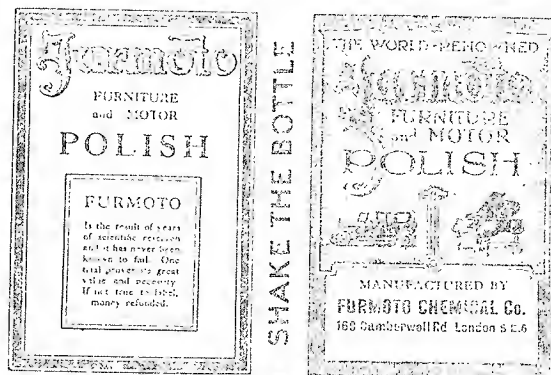 Furmoto
FURNITURE
and MOTOR
POLISH
FURMOTO
Is the result of years
of scientific research
and it has never been
known to fail. One
trial proves its great
value and necessity.
If not true to label,
money refunded.
SHAKE THE BOTTLE
THE WORLD-RENOWNED
Furmoto
FURNITURE
and MOTOR
POLISH
MANUFACTURED BY
FURMOTO CHEMICAL Co.
168 Camberwell Rd London S.E.5